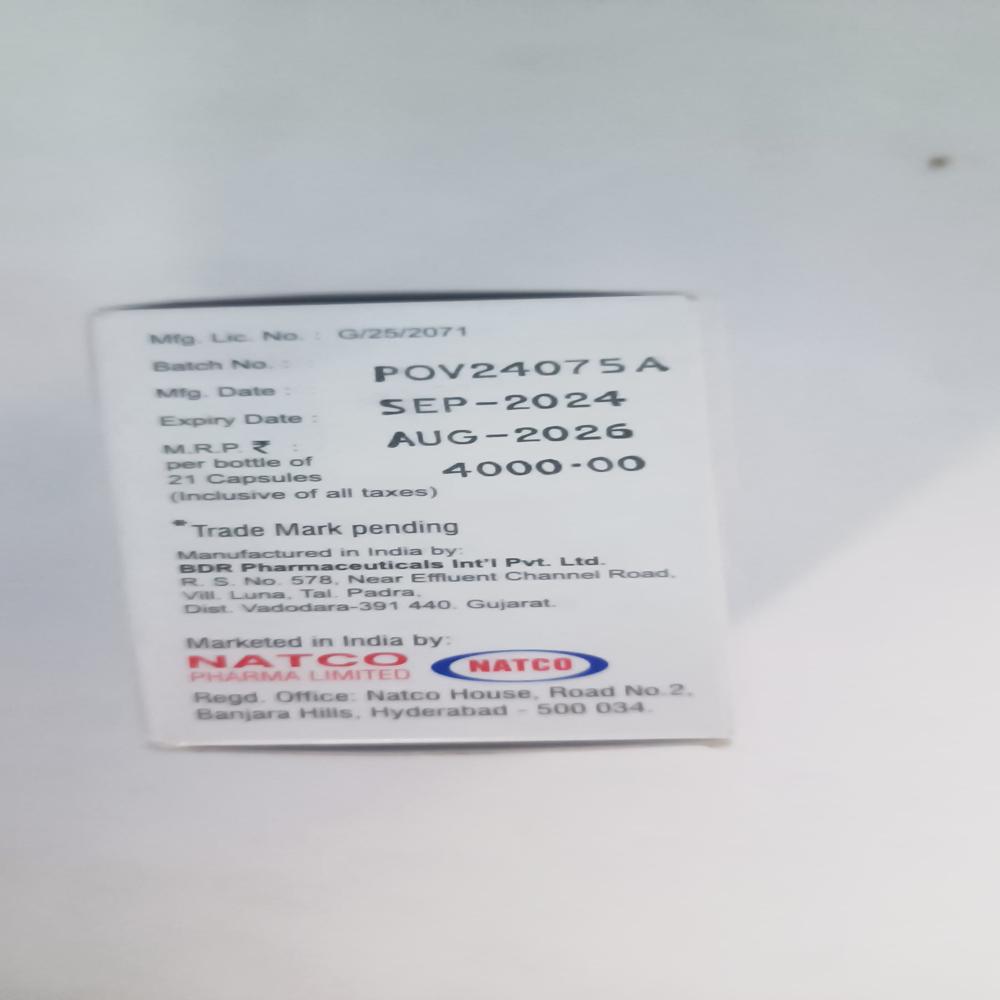 Mfg. Lic. No. : G/25/2071
Batch No. : POV24075A
Mfg. Date : SEP-2024
Expiry Date : AUG-2026
M.R.P. ₹ : 4000-00
per bottle of
21 Capsules
(Inclusive of all taxes)
*Trade Mark pending
Manufactured in India by:
BDR Pharmaceuticals Int'l Pvt. Ltd.
R. S. No. 578, Near Effluent Channel Road,
Vill. Luna, Tal. Padra,
Dist. Vadodara-391 440. Gujarat.
Marketed in India by:
NATCO NATCO
PHARMA LIMITED
Regd. Office: Natco House, Road No.2,
Banjara Hills, Hyderabad - 500 034.